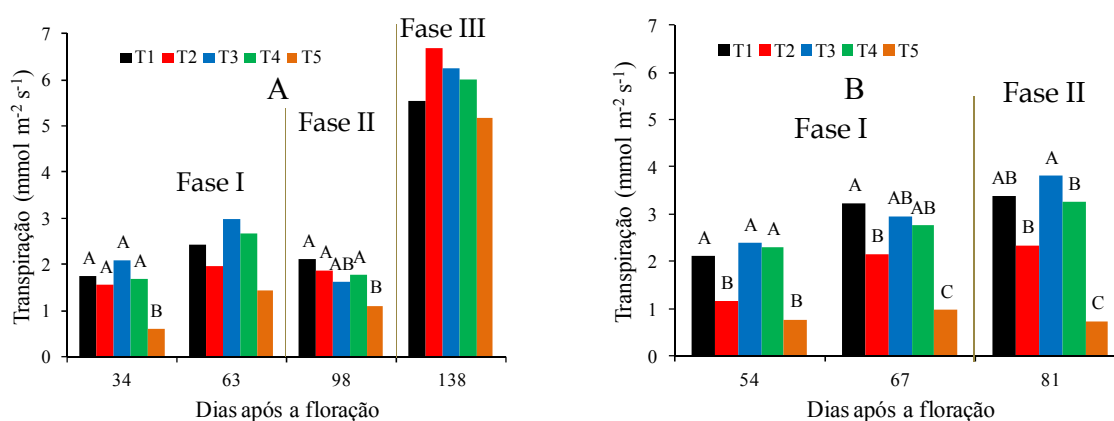 Transpiração (mmol m-2 s-1)
7
6
5
4
3
2
1
0
T1 T2 T3 T4 T5
A
Fase I
Fase II
Fase III
A A A A B
A A AB A B
34 63 98 138
Dias após a floração
Transpiração (mmol m-2 s-1)
7
6
5
4
3
2
1
0
T1 T2 T3 T4 T5
B
Fase I
Fase II
A B A A B
A B AB AB C
AB B A B C
54 67 81
Dias após a floração